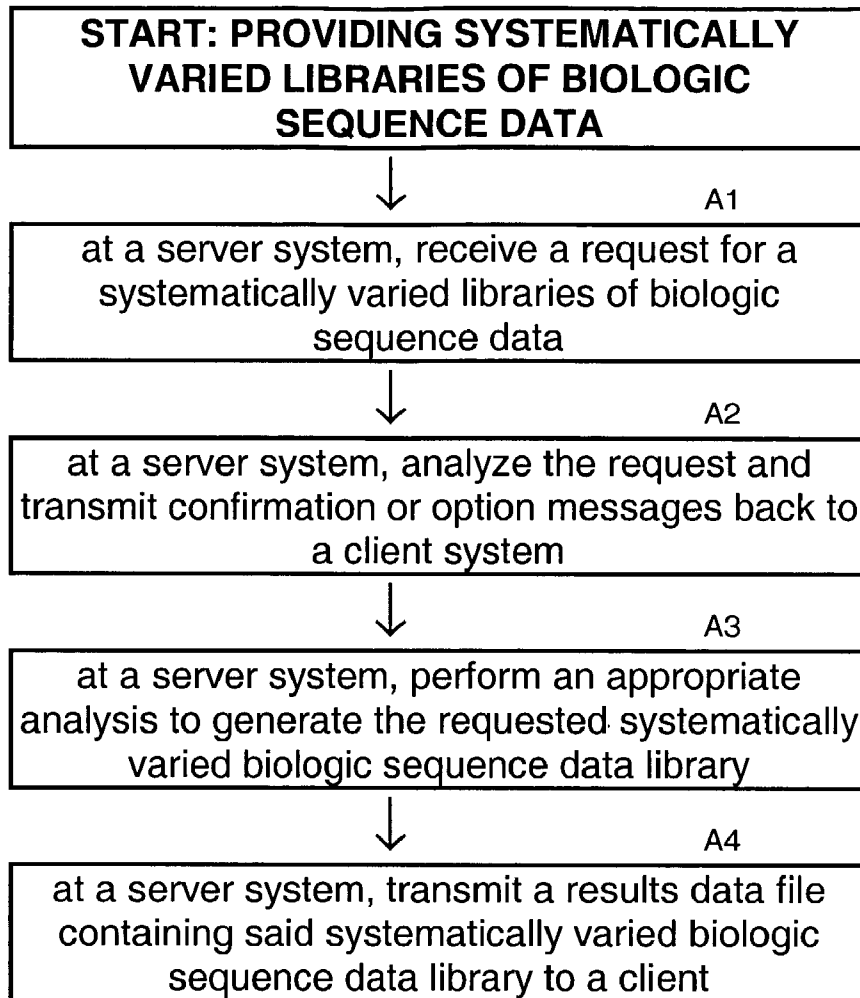 START: PROVIDING SYSTEMATICALLY
VARIED LIBRARIES OF BIOLOGIC
SEQUENCE DATA
A1
at a server system, receive a request for a
systematically varied libraries of biologic
sequence data
A2
at a server system, analyze the request and
transmit confirmation or option messages back to
a client system
A3
at a server system, perform an appropriate
analysis to generate the requested systematically
varied biologic sequence data library
A4
at a server system, transmit a results data file
containing said systematically varied biologic
sequence data library to a client